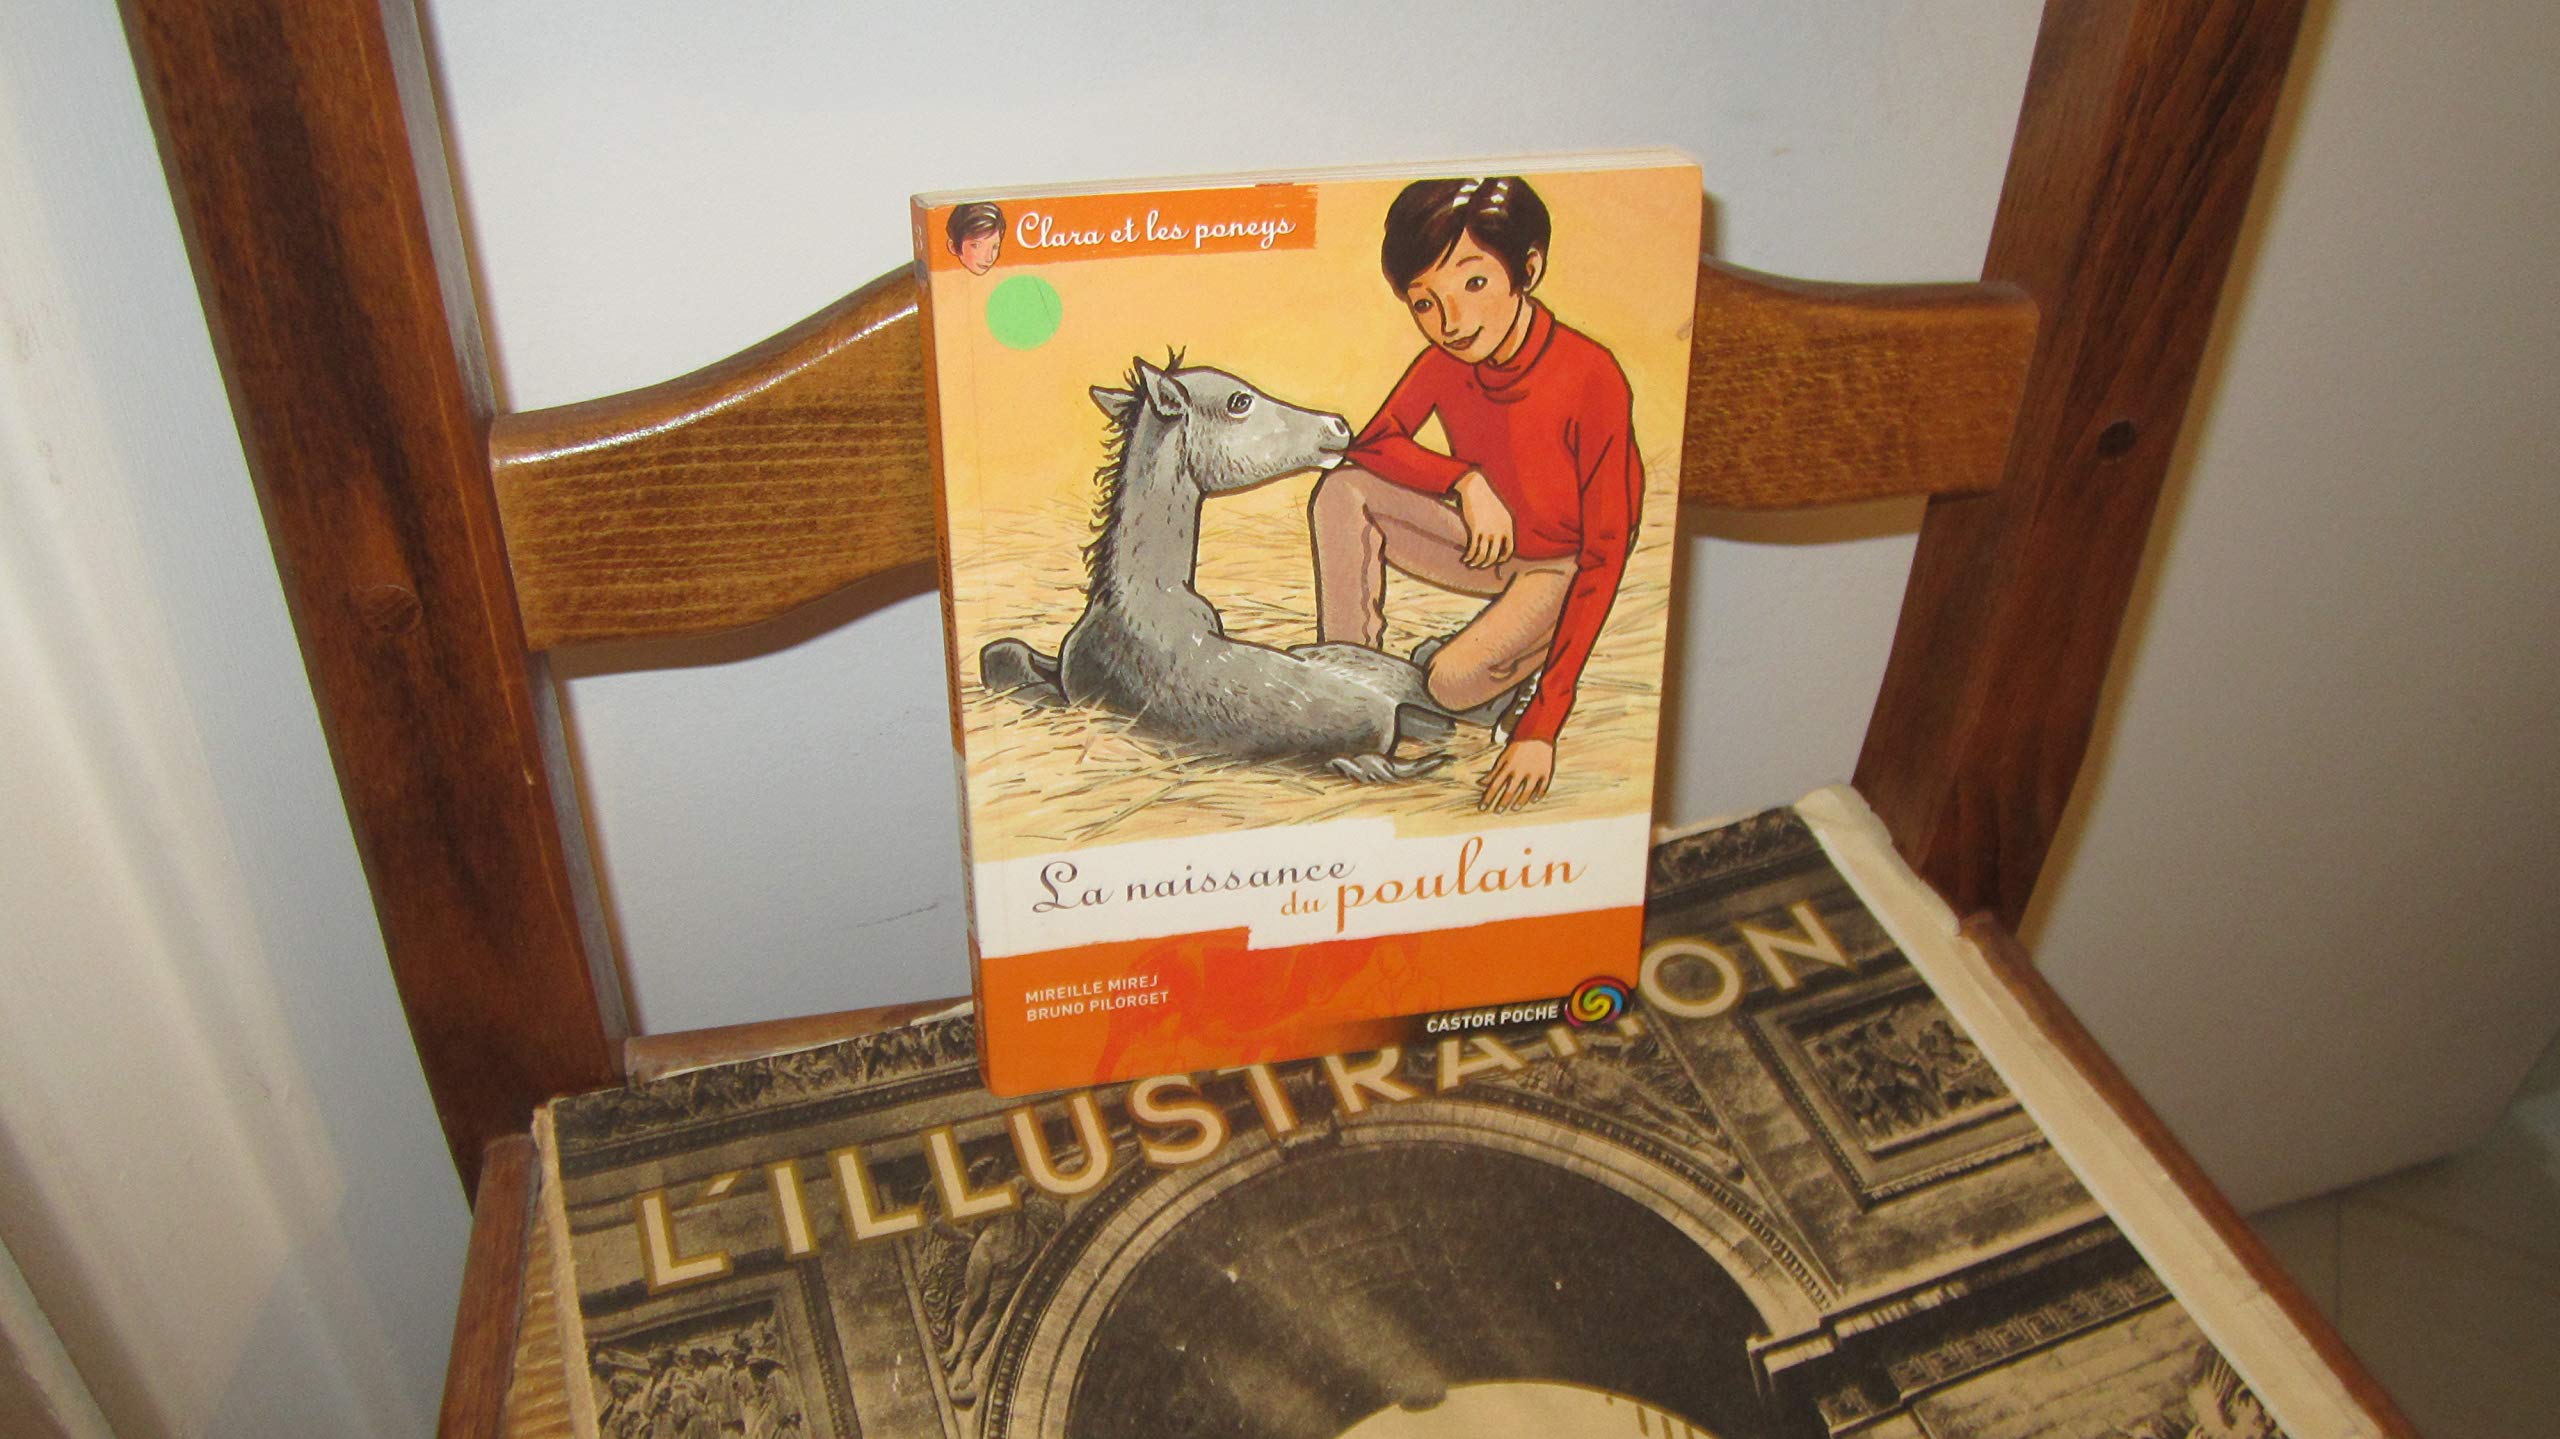 Clara et les poneys
La naissance
du poulain
MIREILLE MIREJ
BRUNO PILORGET
CASTOR POCHE
L'ILLUSTRATION